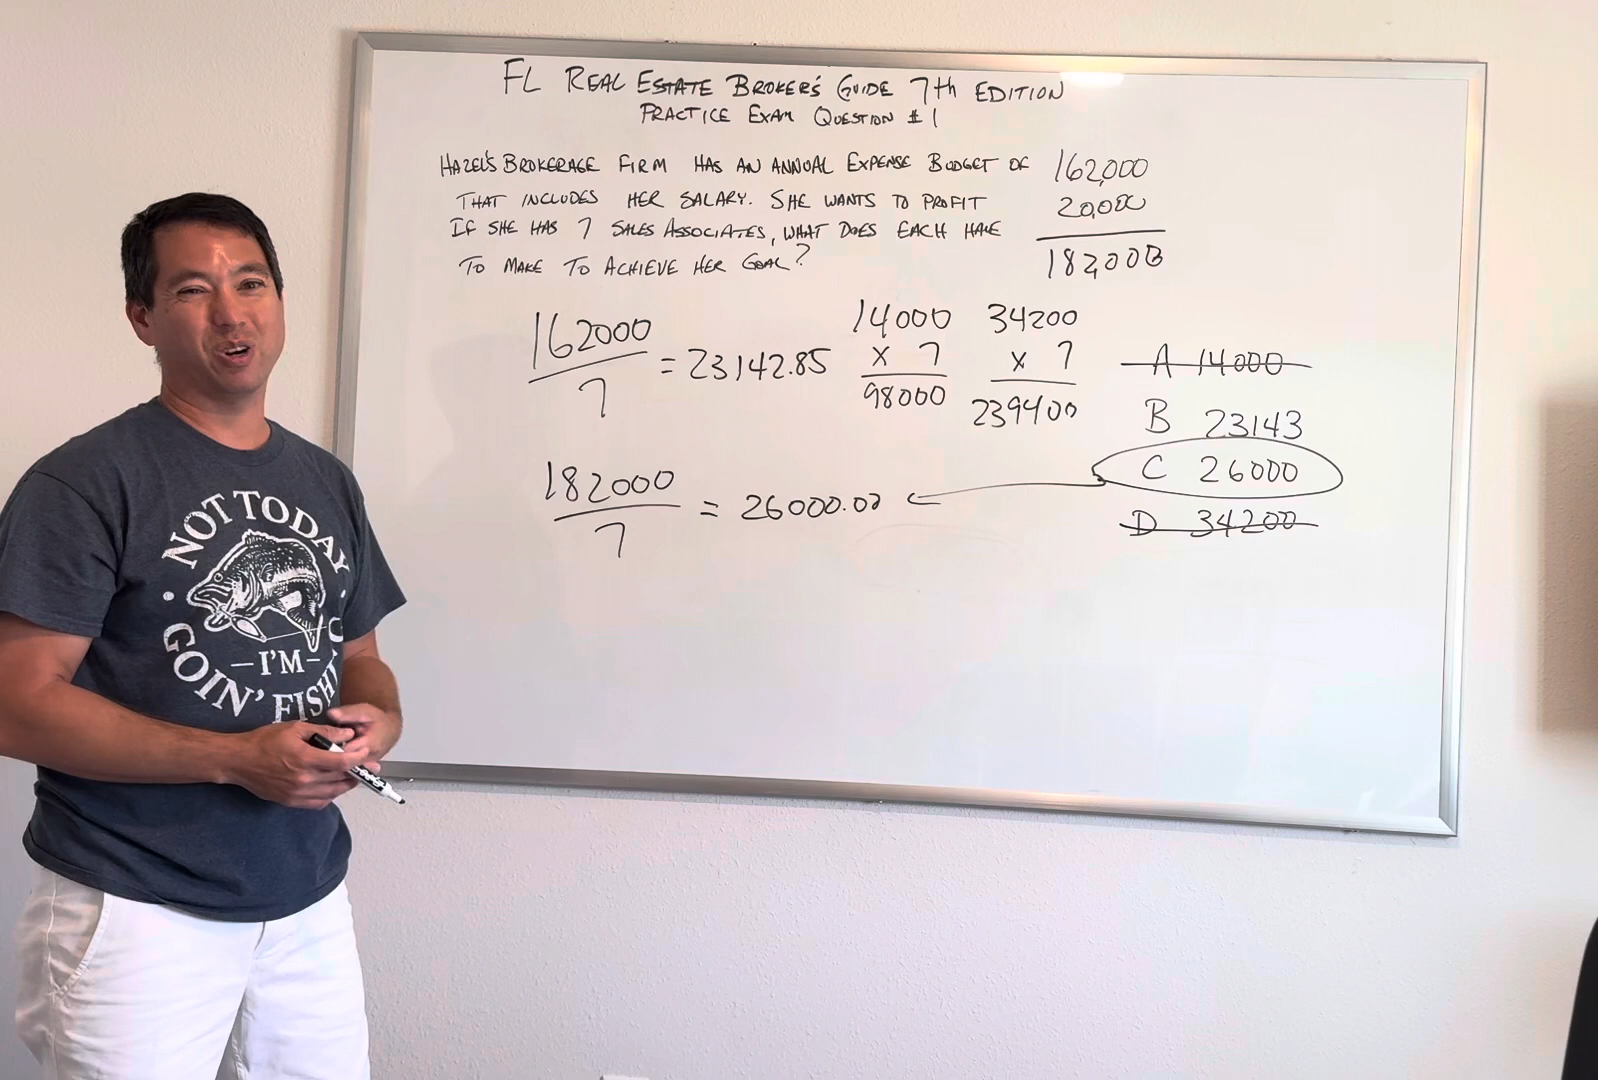 FL REAL ESTATE BROKER'S GUIDE 7th EDITION
PRACTICE EXAM QUESTION #1
HAZEL'S BROKERAGE FIRM HAS AN ANNUAL EXPENSE BUDGET OF 162,000
THAT INCLUDES HER SALARY. SHE WANTS TO PROFIT 20,000
IF SHE HAS 7 SALES ASSOCIATES, WHAT DOES EACH HAVE
TO MAKE TO ACHIEVE HER GOAL?
182,000
162000
7
= 23142.85
14000
x 7
98000
34200
x 7
239400
A 14000
B 23143
C 26000
D 34200
182000
7
= 26000.00
NOT TODAY
I'M
GOIN' FISHI